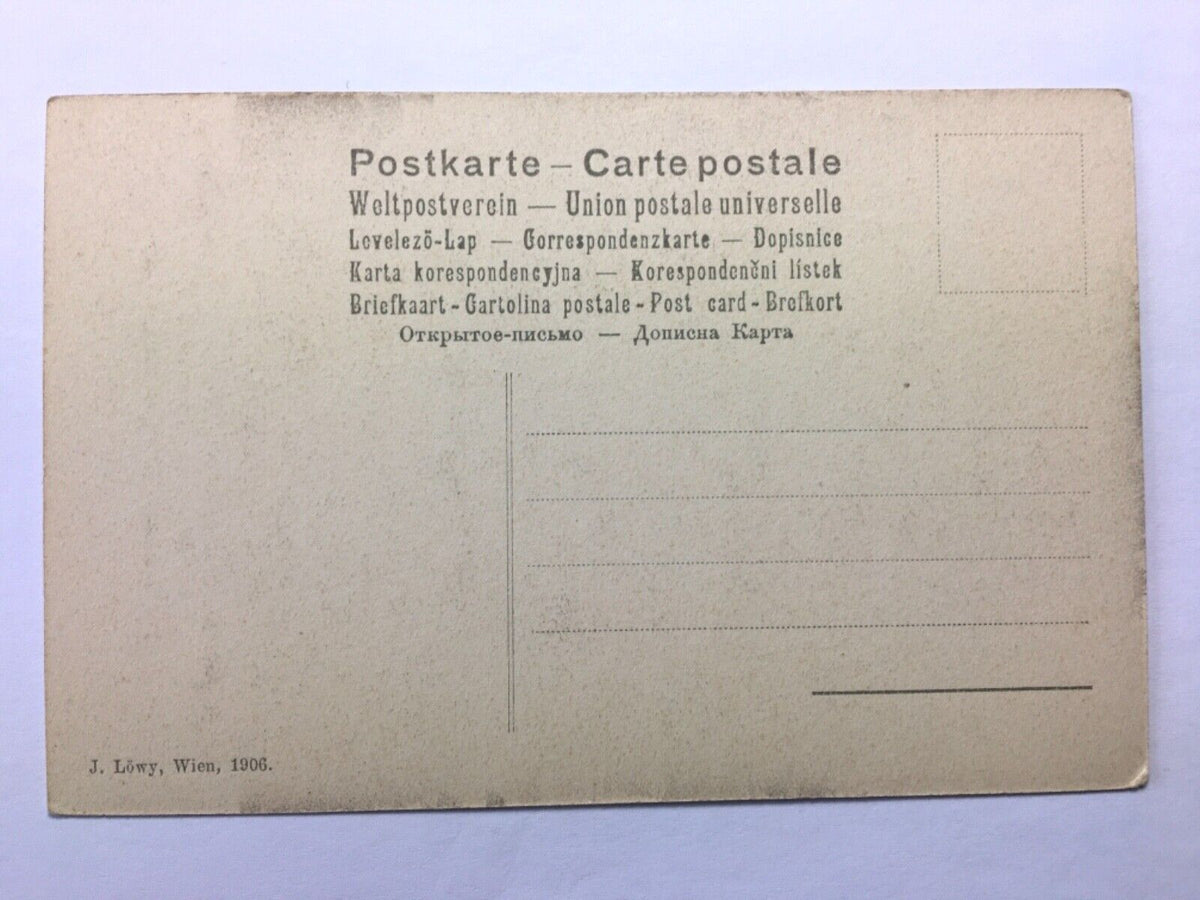 Postkarte – Carte postale
Weltpostverein — Union postale universelle
Levelezö-Lap — Correspondenzkarte — Dopisnice
Karta korespondencyjna — Korespondenčni lístek
Briefkaart - Cartolina postale - Post card - Brefkort
Открытое-письмо — Дописна Карта
J. Löwy, Wien, 1906.